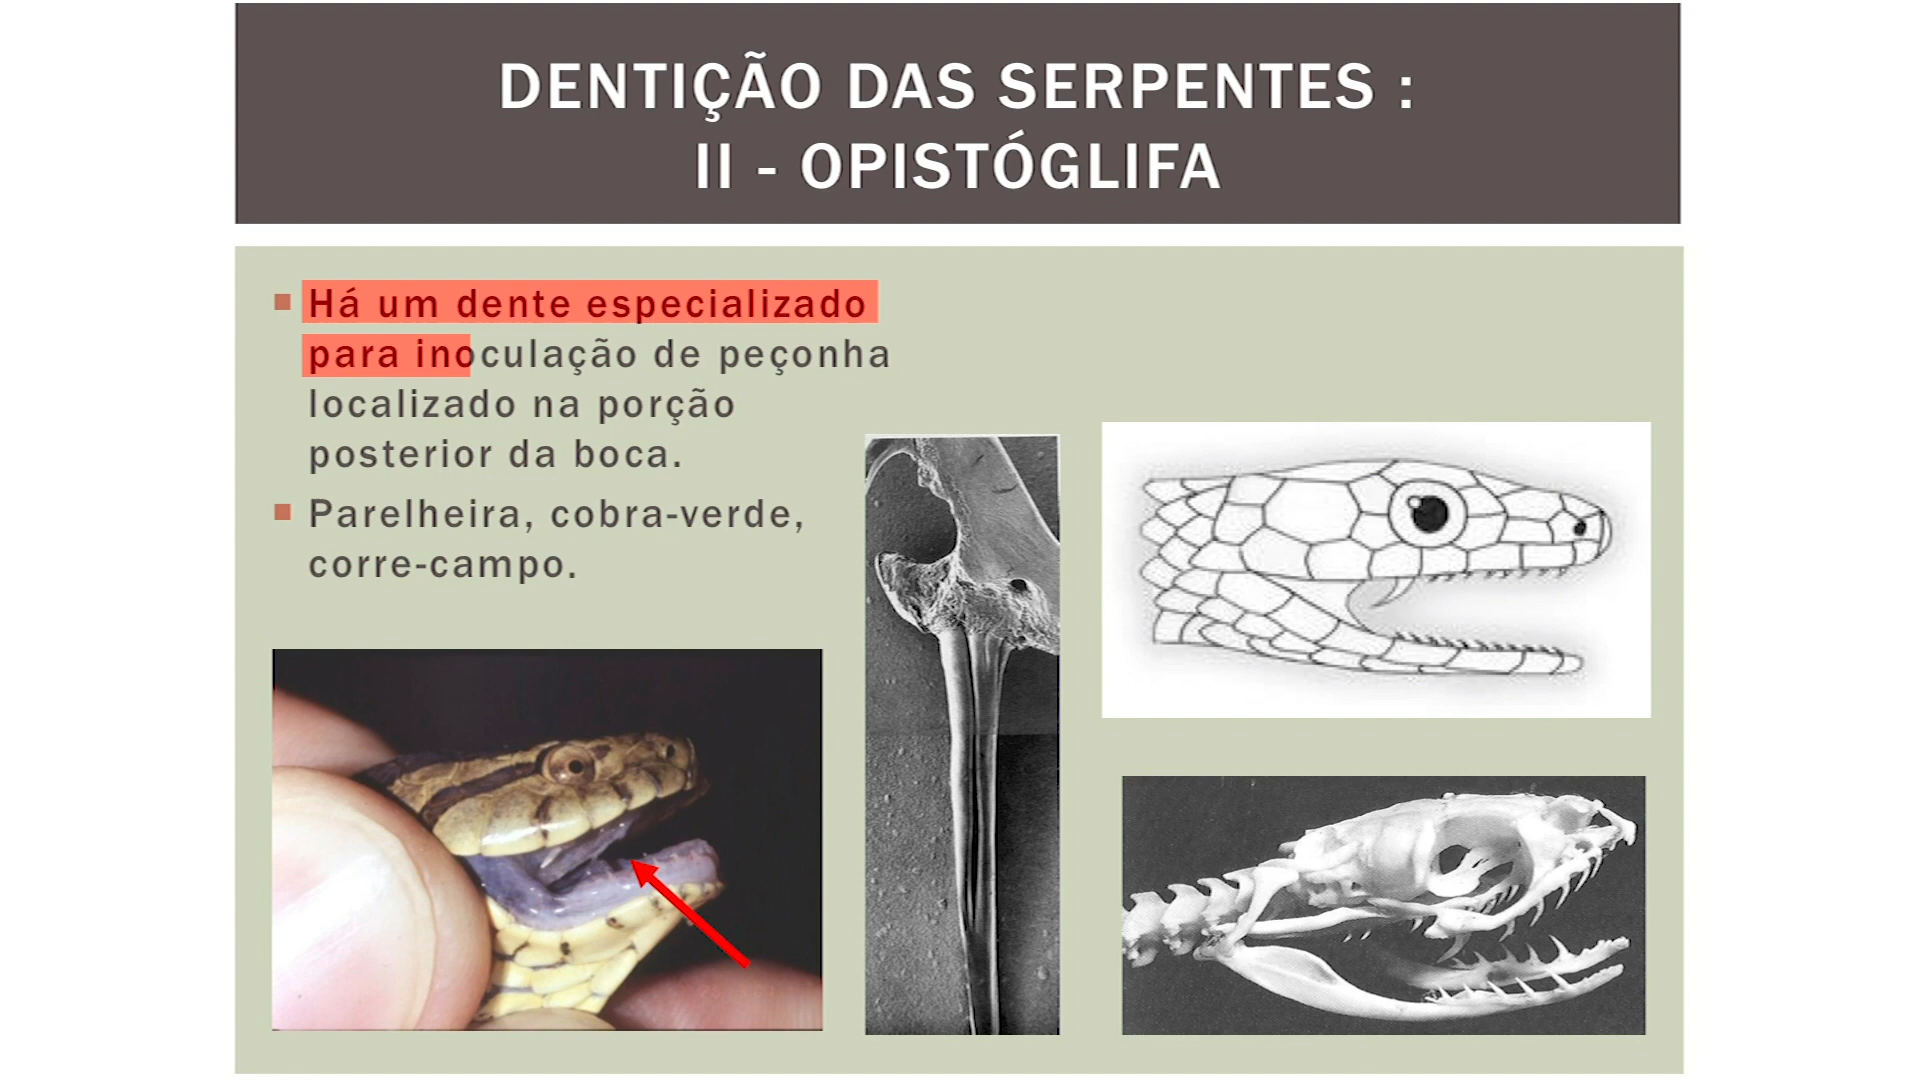 DENTIÇÃO DAS SERPENTES :
II - OPISTÓGLIFA
Há um dente especializado
para inoculação de peçonha
localizado na porção
posterior da boca.
Parelheira, cobra-verde,
corre-campo.